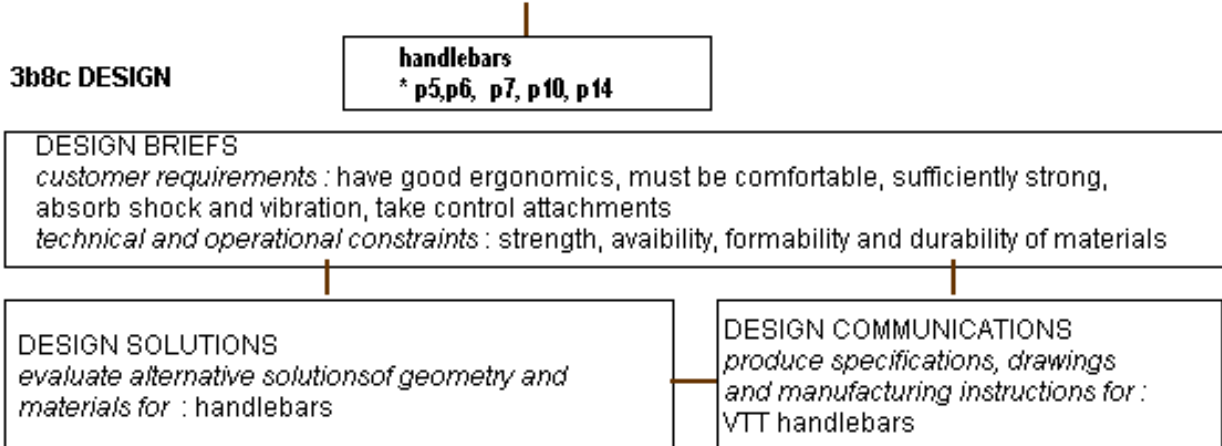 handlebars
* p5,p6, p7, p10, p14
3b8c DESIGN
DESIGN BRIEFS
customer requirements : have good ergonomics, must be comfortable, sufficiently strong,
absorb shock and vibration, take control attachments
technical and operational constraints : strength, avaibility, formability and durability of materials
DESIGN SOLUTIONS
evaluate alternative solutionsof geometry and
materials for : handlebars
DESIGN COMMUNICATIONS
produce specifications, drawings
and manufacturing instructions for :
VTT handlebars